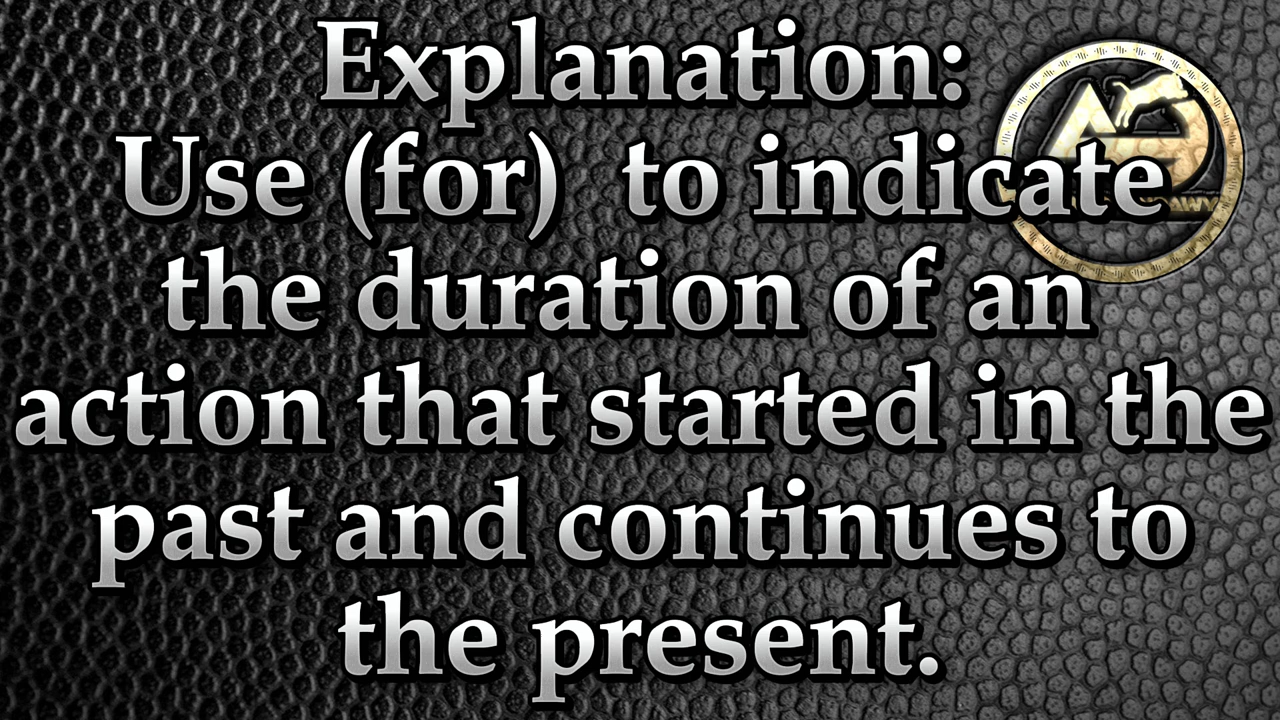 Explanation:
Use (for)  to indicate
the duration of an
action that started in the
past and continues to
the present.